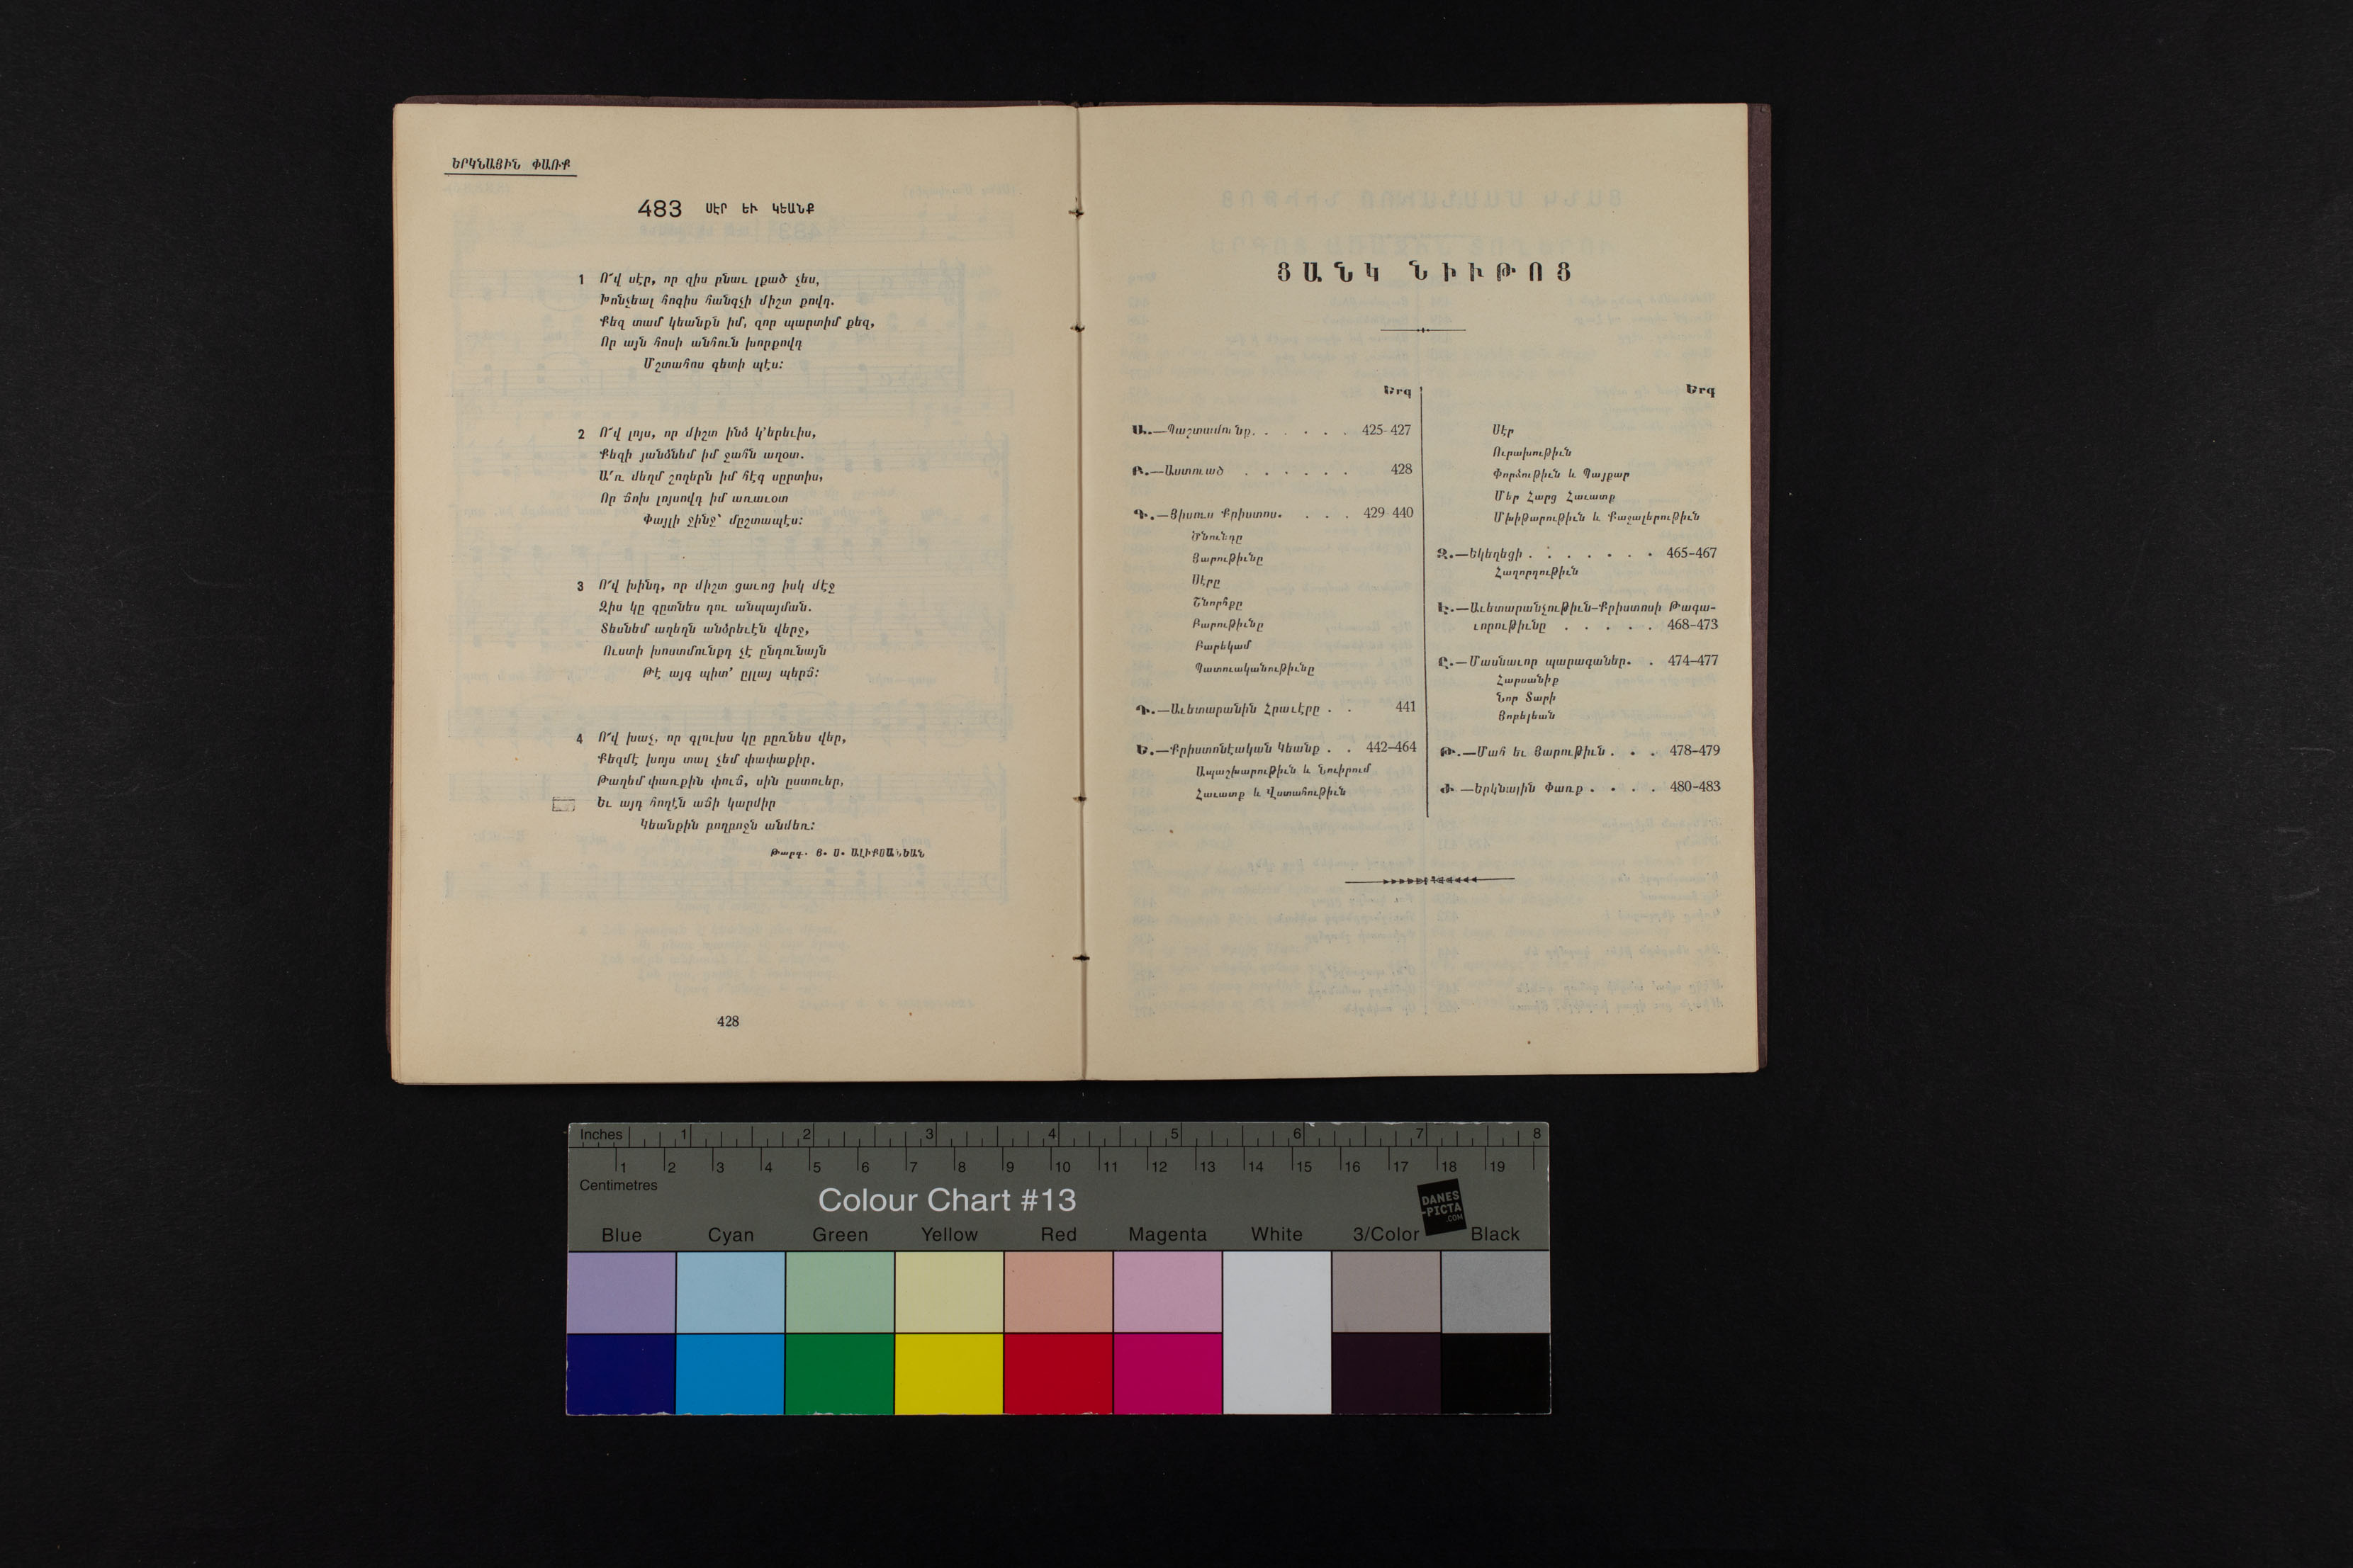 ԵՐԿՆԱՅԻՆ ՓԱՌՔ
483 ՍԷՐ ԵՒ ԿԵԱՆՔ
1 Ո՜վ սէր, որ զիս բնաւ լքած չես,
Խոնչեալ հոգիս հանգչի միշտ քովդ.
Քեզ տամ կեանքն իմ, զոր պարտիմ քեզ,
Որ այն հոսի անհուն խորքովդ
Մշտահոս գետի պէս:
2 Ո՜վ լոյս, որ միշտ ինձ կ'երեւիս,
Քեզի յանձնեմ իմ ջահն աղօտ.
Ա՛ռ մեղմ շողերն իմ հէգ սըրտիս,
Որ ճոխ լոյսովդ իմ առաւօտ
Փայլի ջինջ՝ մըշտապէս:
3 Ո՜վ խինդ, որ միշտ ցաւոց իսկ մէջ
Զիս կը գըտնես դու անպայման.
Տեսնեմ աղեղն անձրեւէն վերջ,
Ուստի խոստմունքդ չէ ընդունայն
Թէ այգ պիտ' ըլլայ պերճ:
4 Ո՜վ խաչ, որ գլուխս կը բըռնես վեր,
Քեզմէ խոյս տալ չեմ փափաքիր.
Թաղեմ փառքին փուճ, սին ըստուեր,
Եւ այդ հողէն աճի կարմիր
Կեանքին բողբոջն անմեռ:
Թարգ. Յ. Ս. ԱԼԻՔՍԱՆԵԱՆ
428
ՑԱՆԿ ՆԻՒԹՈՑ
Երգ
Ա.—Պաշտամունք. . . . . . 425-427
Բ.—Աստուած . . . . . . 428
Գ.—Յիսուս Քրիստոս. . . . 429-440
Ծնունդը
Յարութիւնը
Սէրը
Շնորհքը
Բարութիւնը
Բարեկամ
Պատուականութիւնը
Դ.—Աւետարանին Հրաւէրը . . 441
Ե.—Քրիստոնէական Կեանք . . 442–464
Ապաշխարութիւն և Նուիրում
Հաւատք և Վստահութիւն
Երգ
Սէր
Ուրախութիւն
Փորձութիւն և Պայքար
Մեր Հարց Հաւատք
Մխիթարութիւն և Քաջալերութիւն
Զ.—Եկեղեցի . . . . . . . 465–467
Հաղորդութիւն
Է.—Աւետարանչութիւն–Քրիստոսի Թագա-
ւորութիւնը . . . . . 468–473
Ը.—Մասնաւոր պարագաներ. . 474–477
Հարսանիք
Նոր Տարի
Յոբելեան
Թ.—Մահ եւ Յարութիւն . . . 478–479
Ժ —Երկնային Փառք . . . . 480–483
Inches 1 2 3 4 5 6 7 8
1 2 3 4 5 6 7 8 9 10 11 12 13 14 15 16 17 18 19
Centimetres
Colour Chart #13
DANES
-PICTA
.COM
Blue Cyan Green Yellow Red Magenta White 3/Color Black